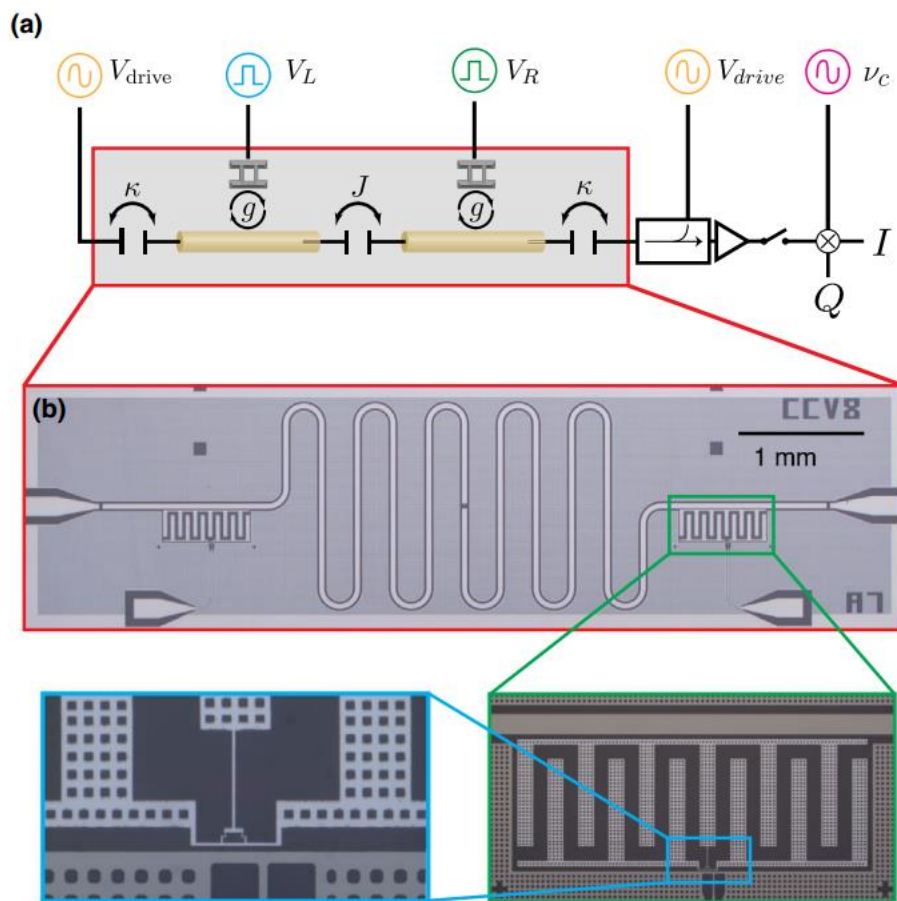 (a)
V_drive V_L V_R V_drive ν_c
κ g J g κ
I
Q
(b)
CCV8
1 mm
A7